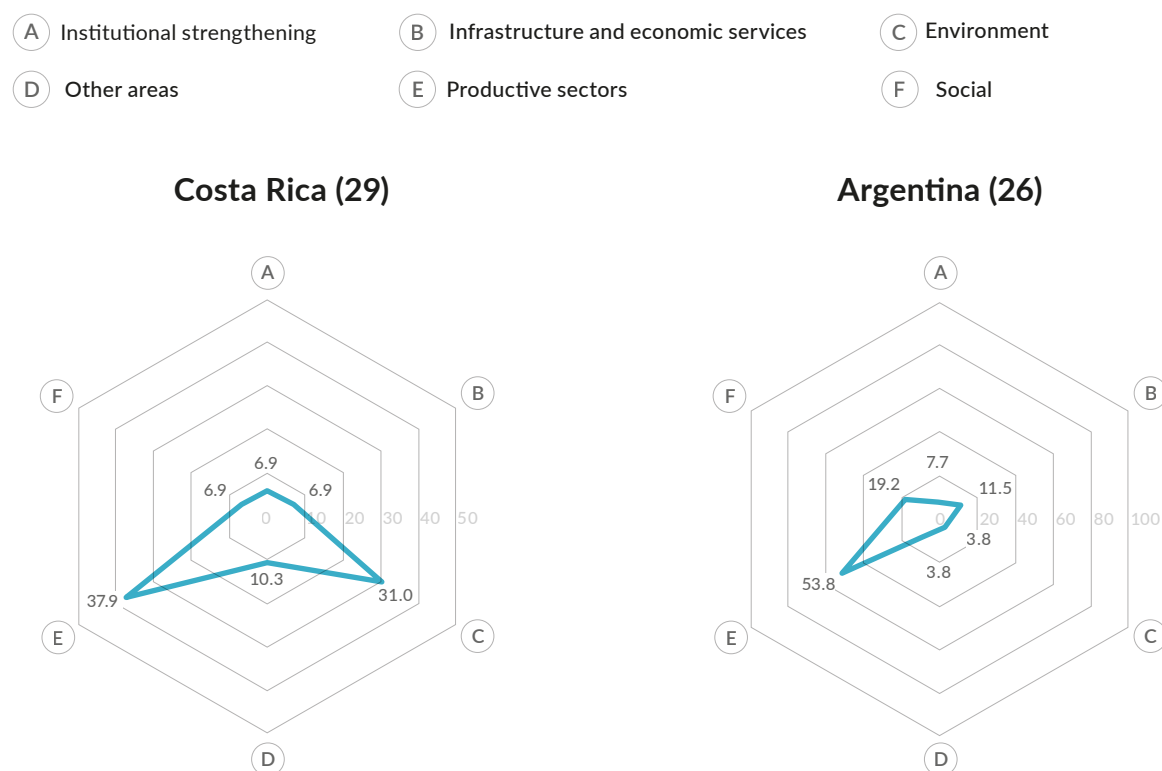 A Institutional strengthening B Infrastructure and economic services C Environment
D Other areas E Productive sectors F Social
Costa Rica (29)
A
F B
6.9
6.9 6.9
0 10 20 30 40 50
10.3
37.9 31.0
E C
D
Argentina (26)
A
F B
7.7
19.2 11.5
0 20 40 60 80 100
3.8
3.8
53.8
E C
D